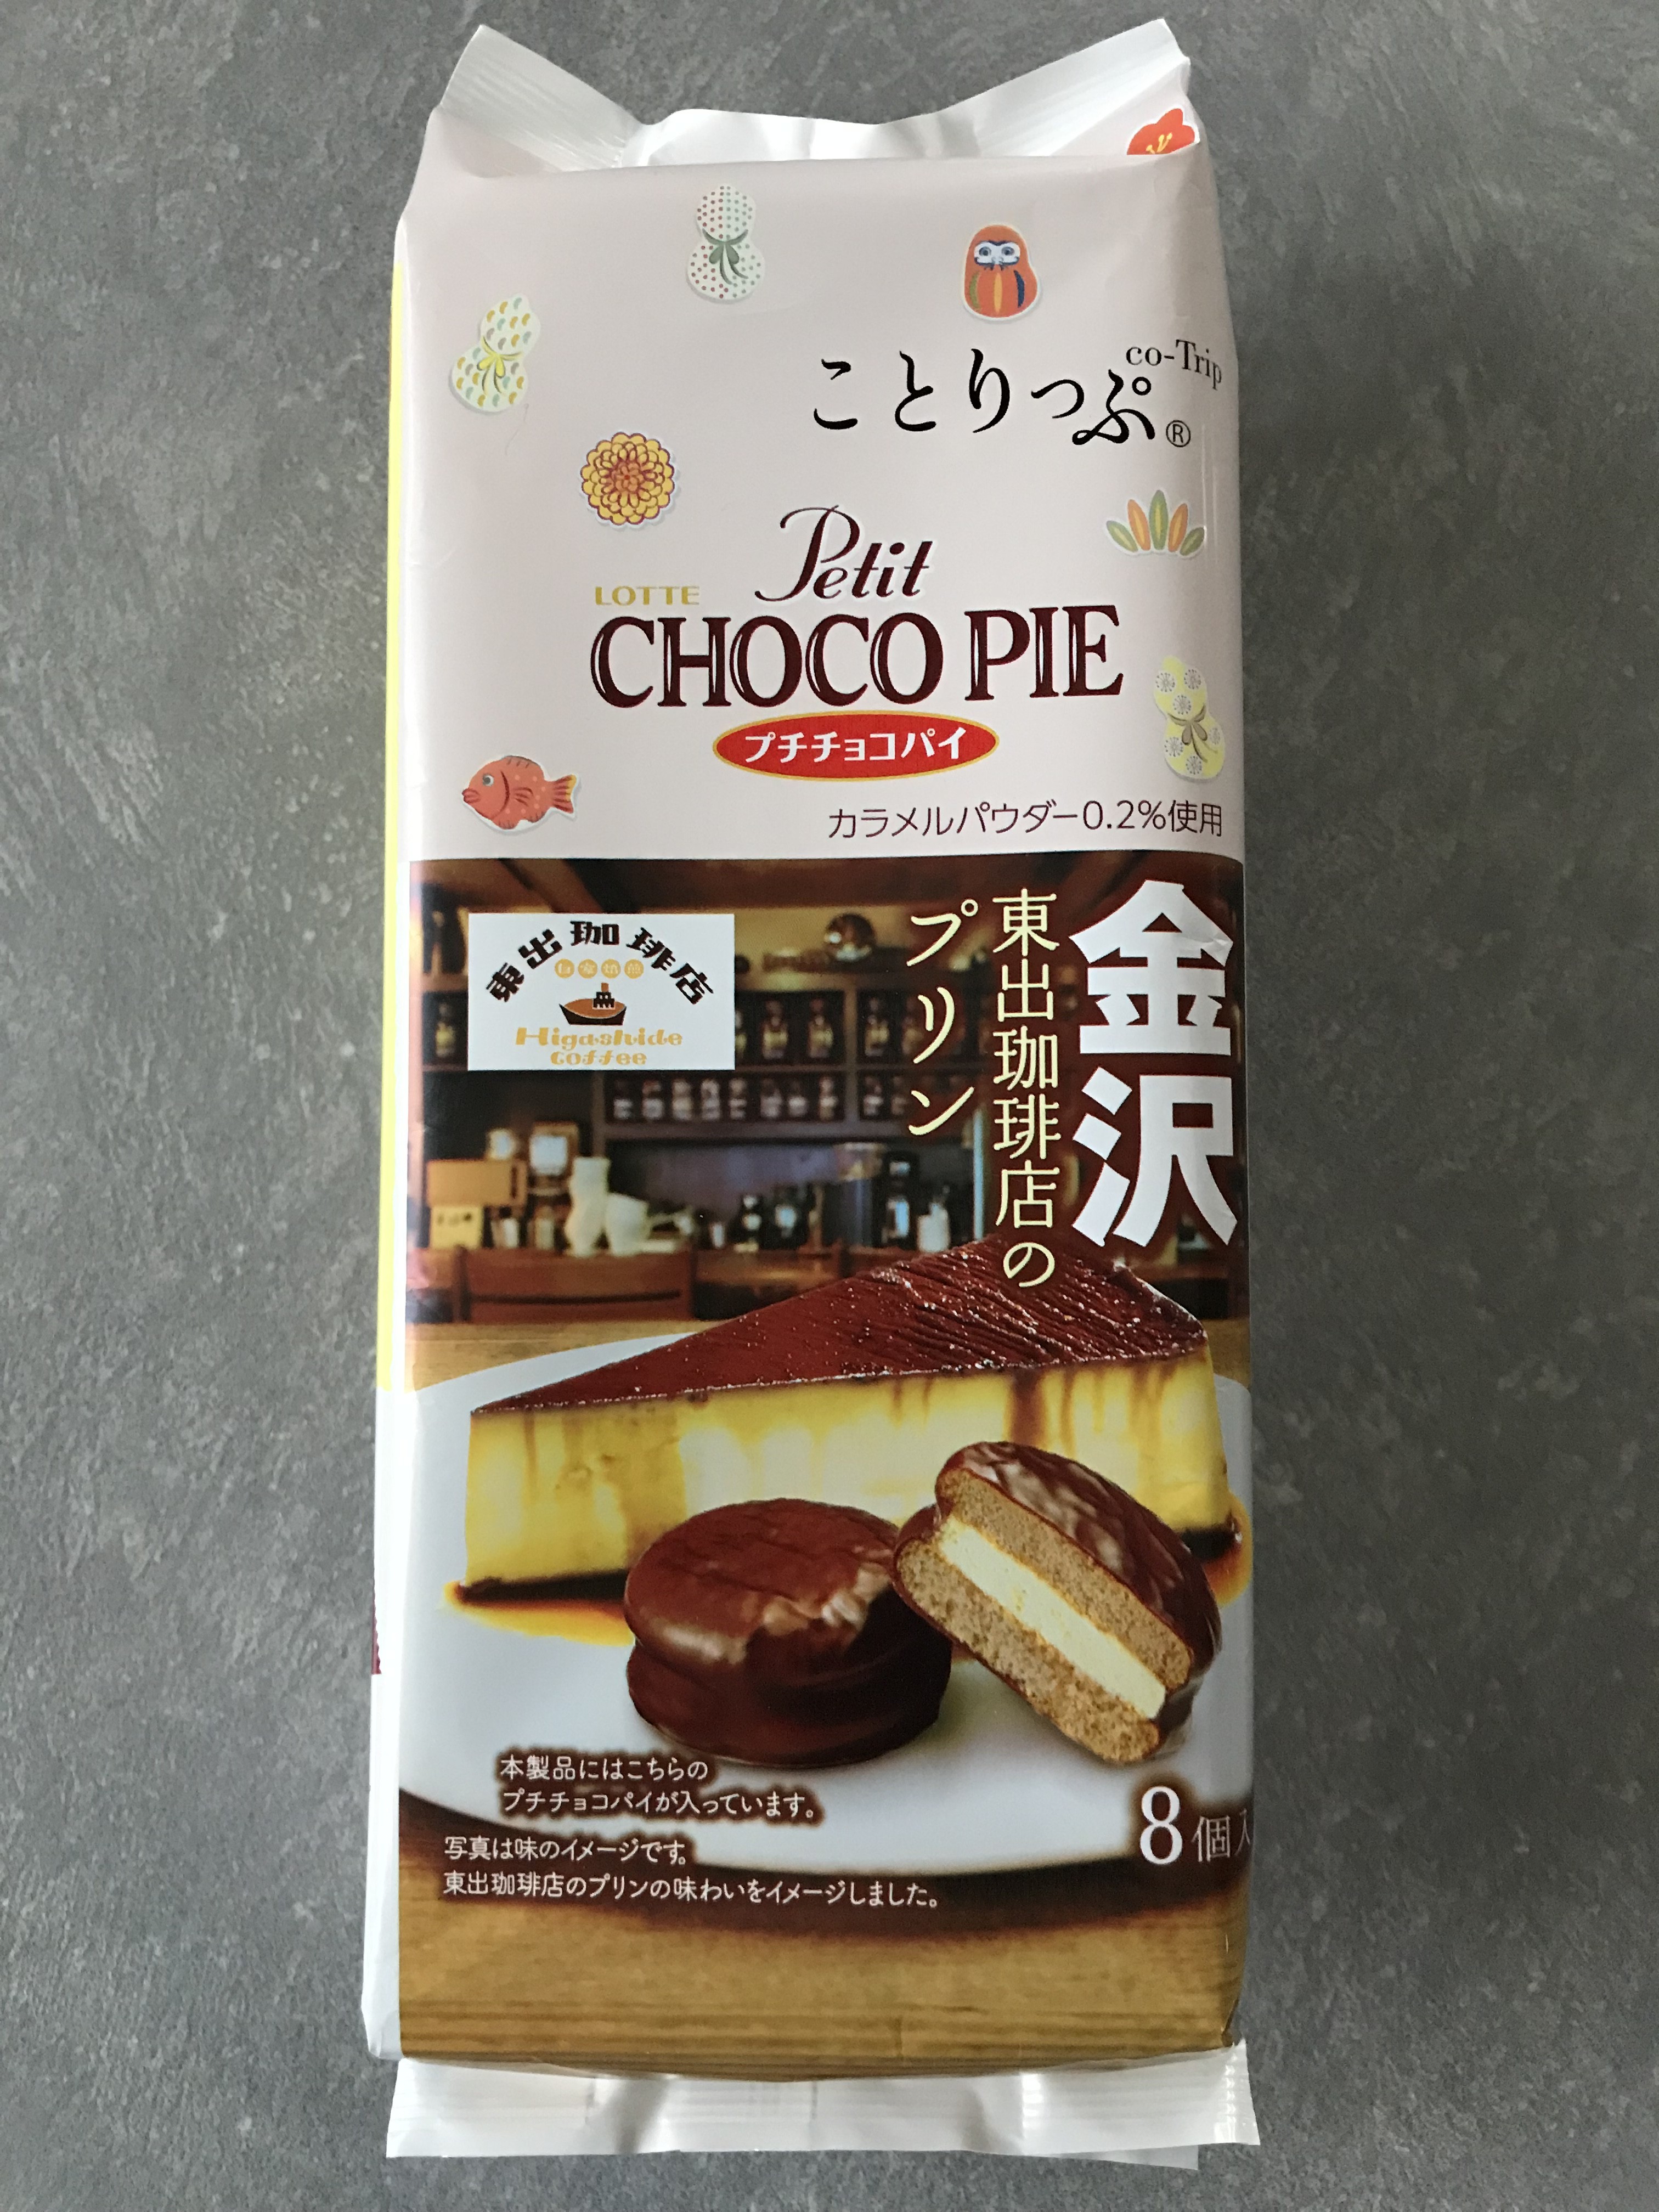 co-Trip
ことりっぷ®
Petit
LOTTE
CHOCO PIE
プチチョコパイ
カラメルパウダー0.2%使用
金沢
東出珈琲店の
プリン
東出珈琲店
自家焙煎
Higashide
Coffee
本製品にはこちらの
プチチョコパイが入っています。
写真は味のイメージです。
東出珈琲店のプリンの味わいをイメージしました。
8個入